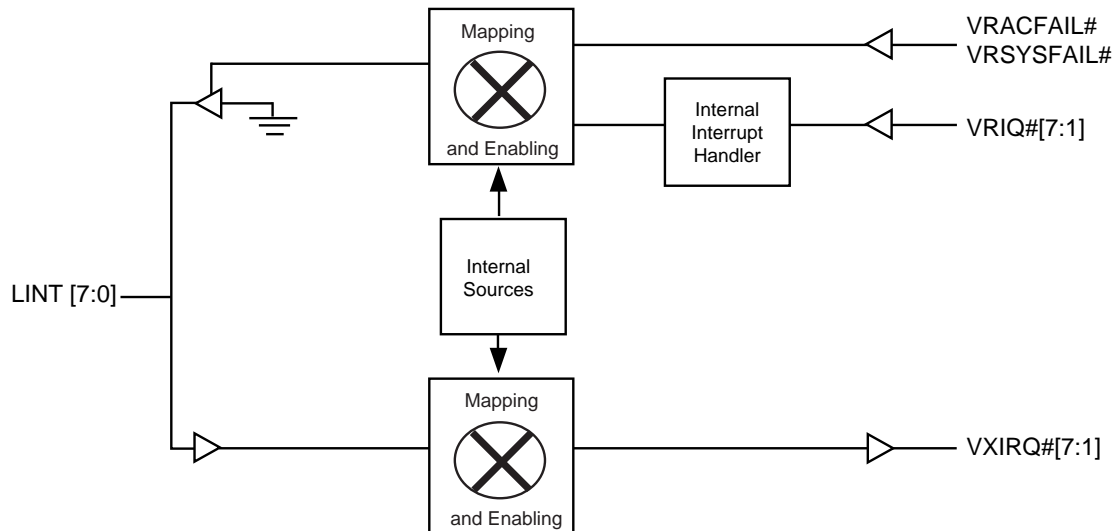 Mapping
and Enabling
VRACFAIL#
VRSYSFAIL#
Internal
Interrupt
Handler
VRIQ#[7:1]
Internal
Sources
LINT [7:0]
Mapping
and Enabling
VXIRQ#[7:1]